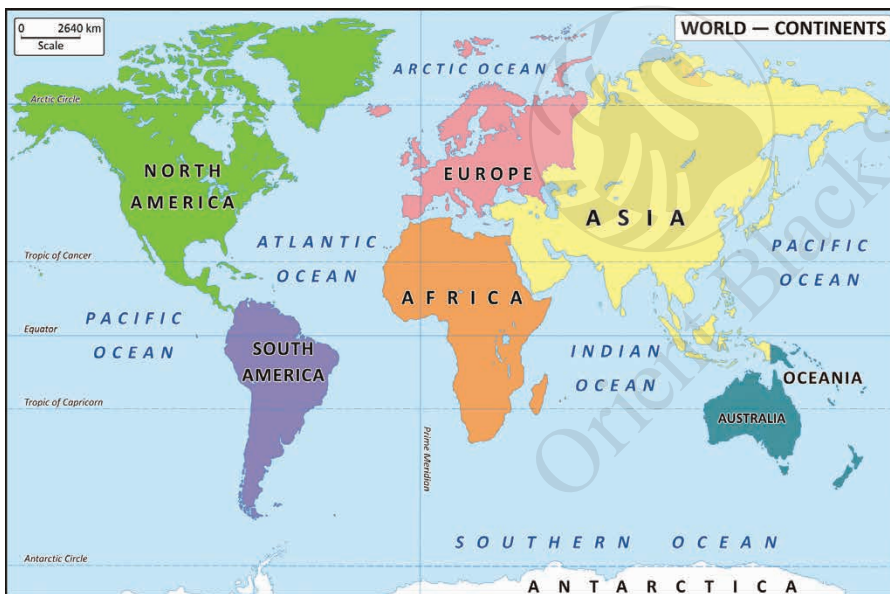 0 2640 km
Scale
WORLD — CONTINENTS
ARCTIC OCEAN
Arctic Circle
NORTH
AMERICA
EUROPE
ASIA
ATLANTIC
OCEAN
PACIFIC
OCEAN
Tropic of Cancer
AFRICA
PACIFIC
OCEAN
Equator
SOUTH
AMERICA
INDIAN
OCEAN
OCEANIA
Tropic of Capricorn
AUSTRALIA
Prime Meridian
SOUTHERN OCEAN
Antarctic Circle
ANTARCTICA
Orient Blacks